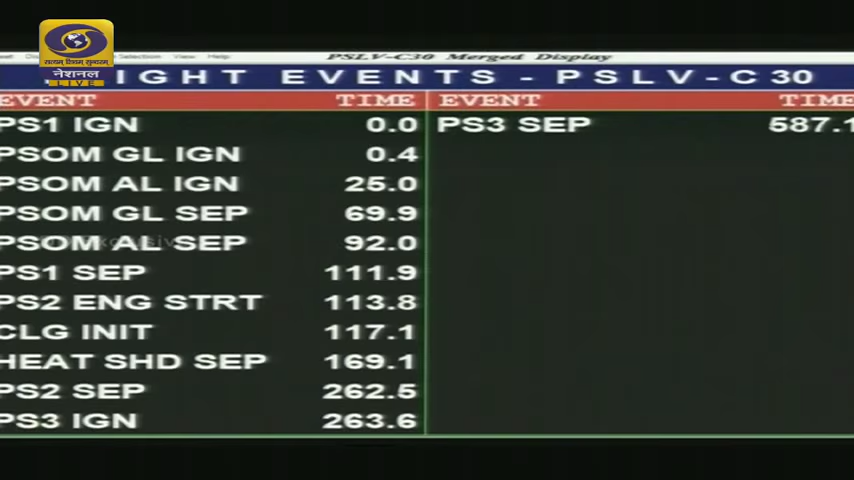 सत्यम् शिवम् सुन्दरम्
नेशनल
LIVE
Selection View Help
PSLV-C30 Merged Display
IGHT EVENTS - PSLV-C30
EVENT TIME EVENT TIME
PS1 IGN 0.0 PS3 SEP 587.1
PSOM GL IGN 0.4
PSOM AL IGN 25.0
PSOM GL SEP 69.9
PSOM AL SEP 92.0
PS1 SEP 111.9
PS2 ENG STRT 113.8
CLG INIT 117.1
HEAT SHD SEP 169.1
PS2 SEP 262.5
PS3 IGN 263.6